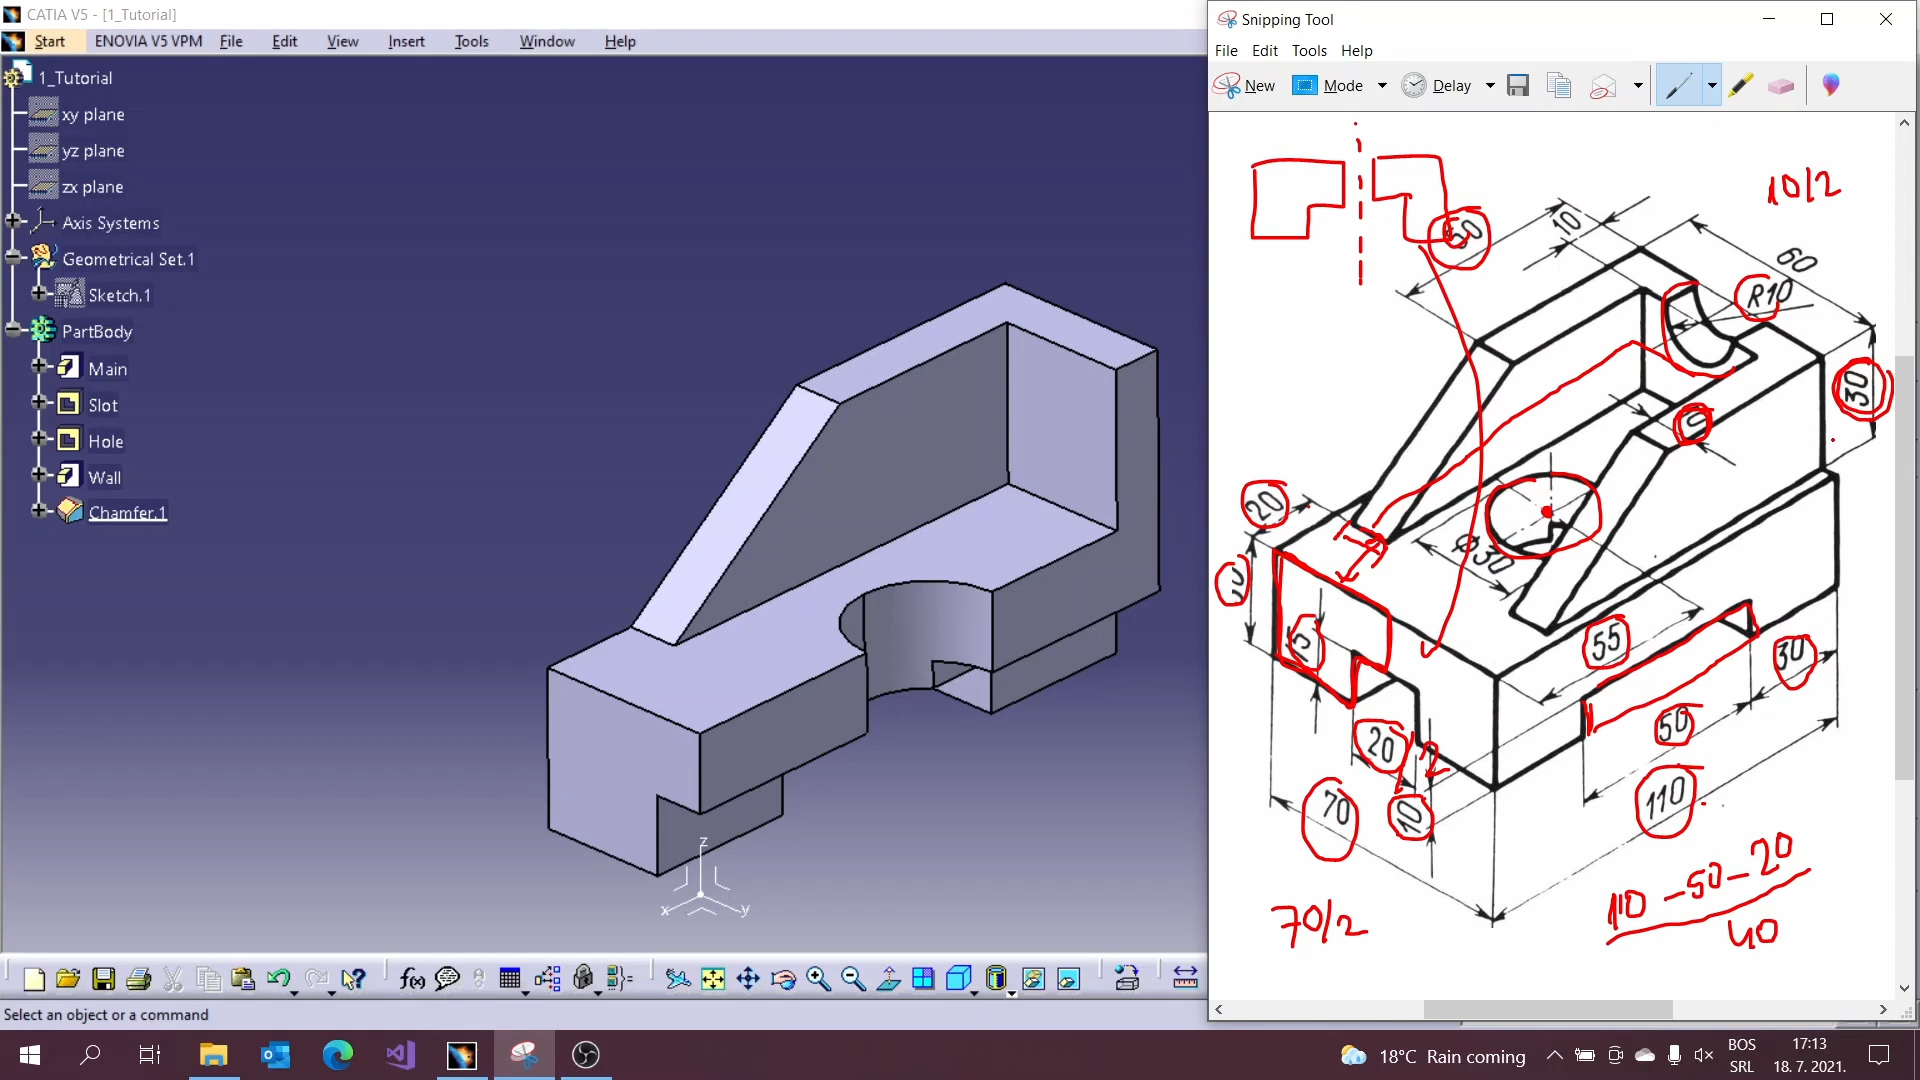 CATIA V5 - [1_Tutorial]
Start ENOVIA V5 VPM File Edit View Insert Tools Window Help
1_Tutorial
xy plane
yz plane
zx plane
Axis Systems
Geometrical Set.1
Sketch.1
PartBody
Main
Slot
Hole
Wall
Chamfer.1
z
x
y
f(x)
Select an object or a command
Snipping Tool
File Edit Tools Help
New Mode Delay
10/2
50
10
60
R10
30
20
Ø30
15
55
30
20
/2
50
70
10
110
110-50-20
40
70/2
18°C Rain coming
BOS
SRL
17:13
18. 7. 2021.